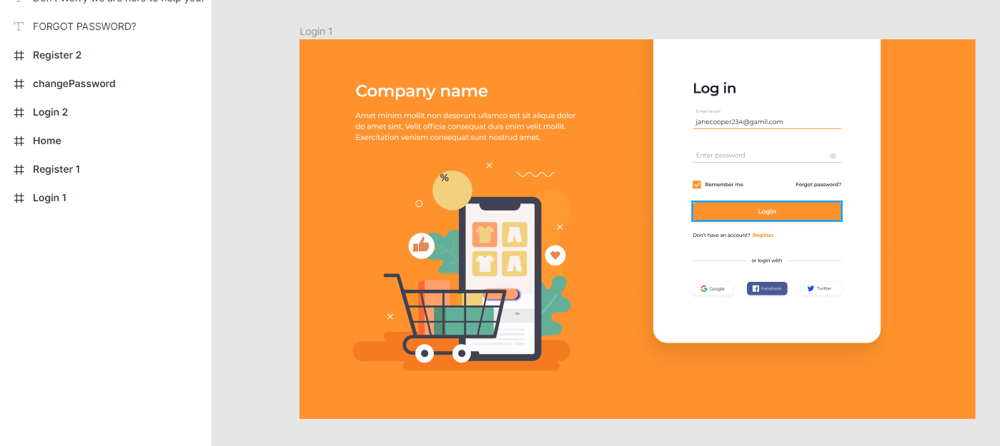 Don't Worry we are here to help you!
FORGOT PASSWORD?
Register 2
changePassword
Login 2
Home
Register 1
Login 1
Login 1
Company name
Amet minim mollit non deserunt ullamco est sit aliqua dolor
do amet sint. Velit officia consequat duis enim velit mollit.
Exercitation veniam consequat sunt nostrud amet.
%
Log in
Enter email
janecooper234@gamil.com
Enter password
Remember me
Forgot password?
Login
Don't have an account? Register
or login with
Google
Facebook
Twitter